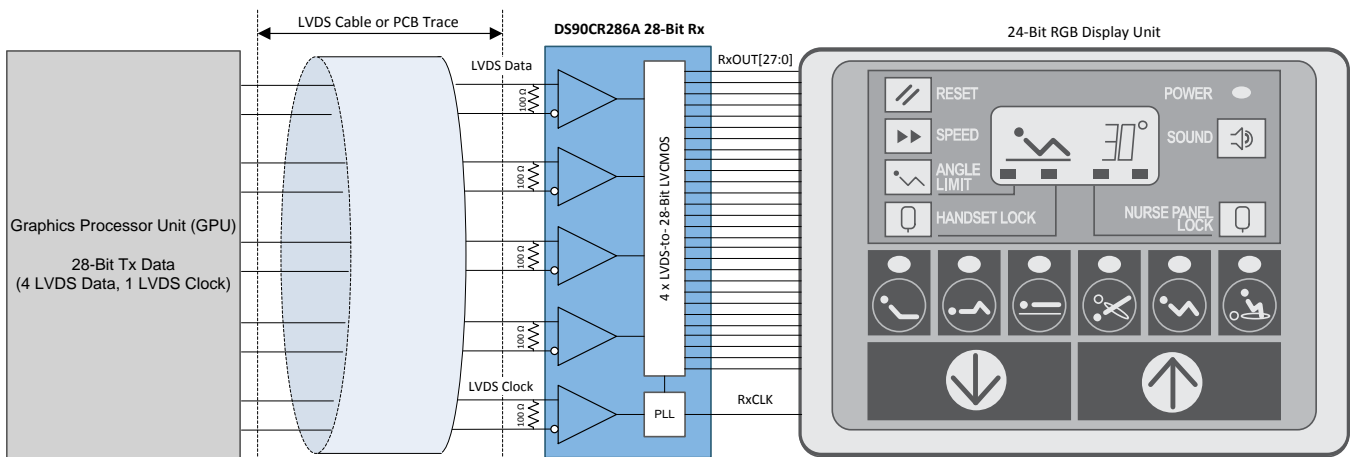 LVDS Cable or PCB Trace
DS90CR286A 28-Bit Rx
24-Bit RGB Display Unit
Graphics Processor Unit (GPU)
28-Bit Tx Data
(4 LVDS Data, 1 LVDS Clock)
LVDS Data
100 Ω
100 Ω
100 Ω
100 Ω
LVDS Clock
100 Ω
4 x LVDS-to- 28-Bit LVCMOS
PLL
RxOUT[27:0]
RxCLK
RESET
POWER
SPEED
SOUND
ANGLE
LIMIT
HANDSET LOCK
NURSE PANEL
LOCK
30°